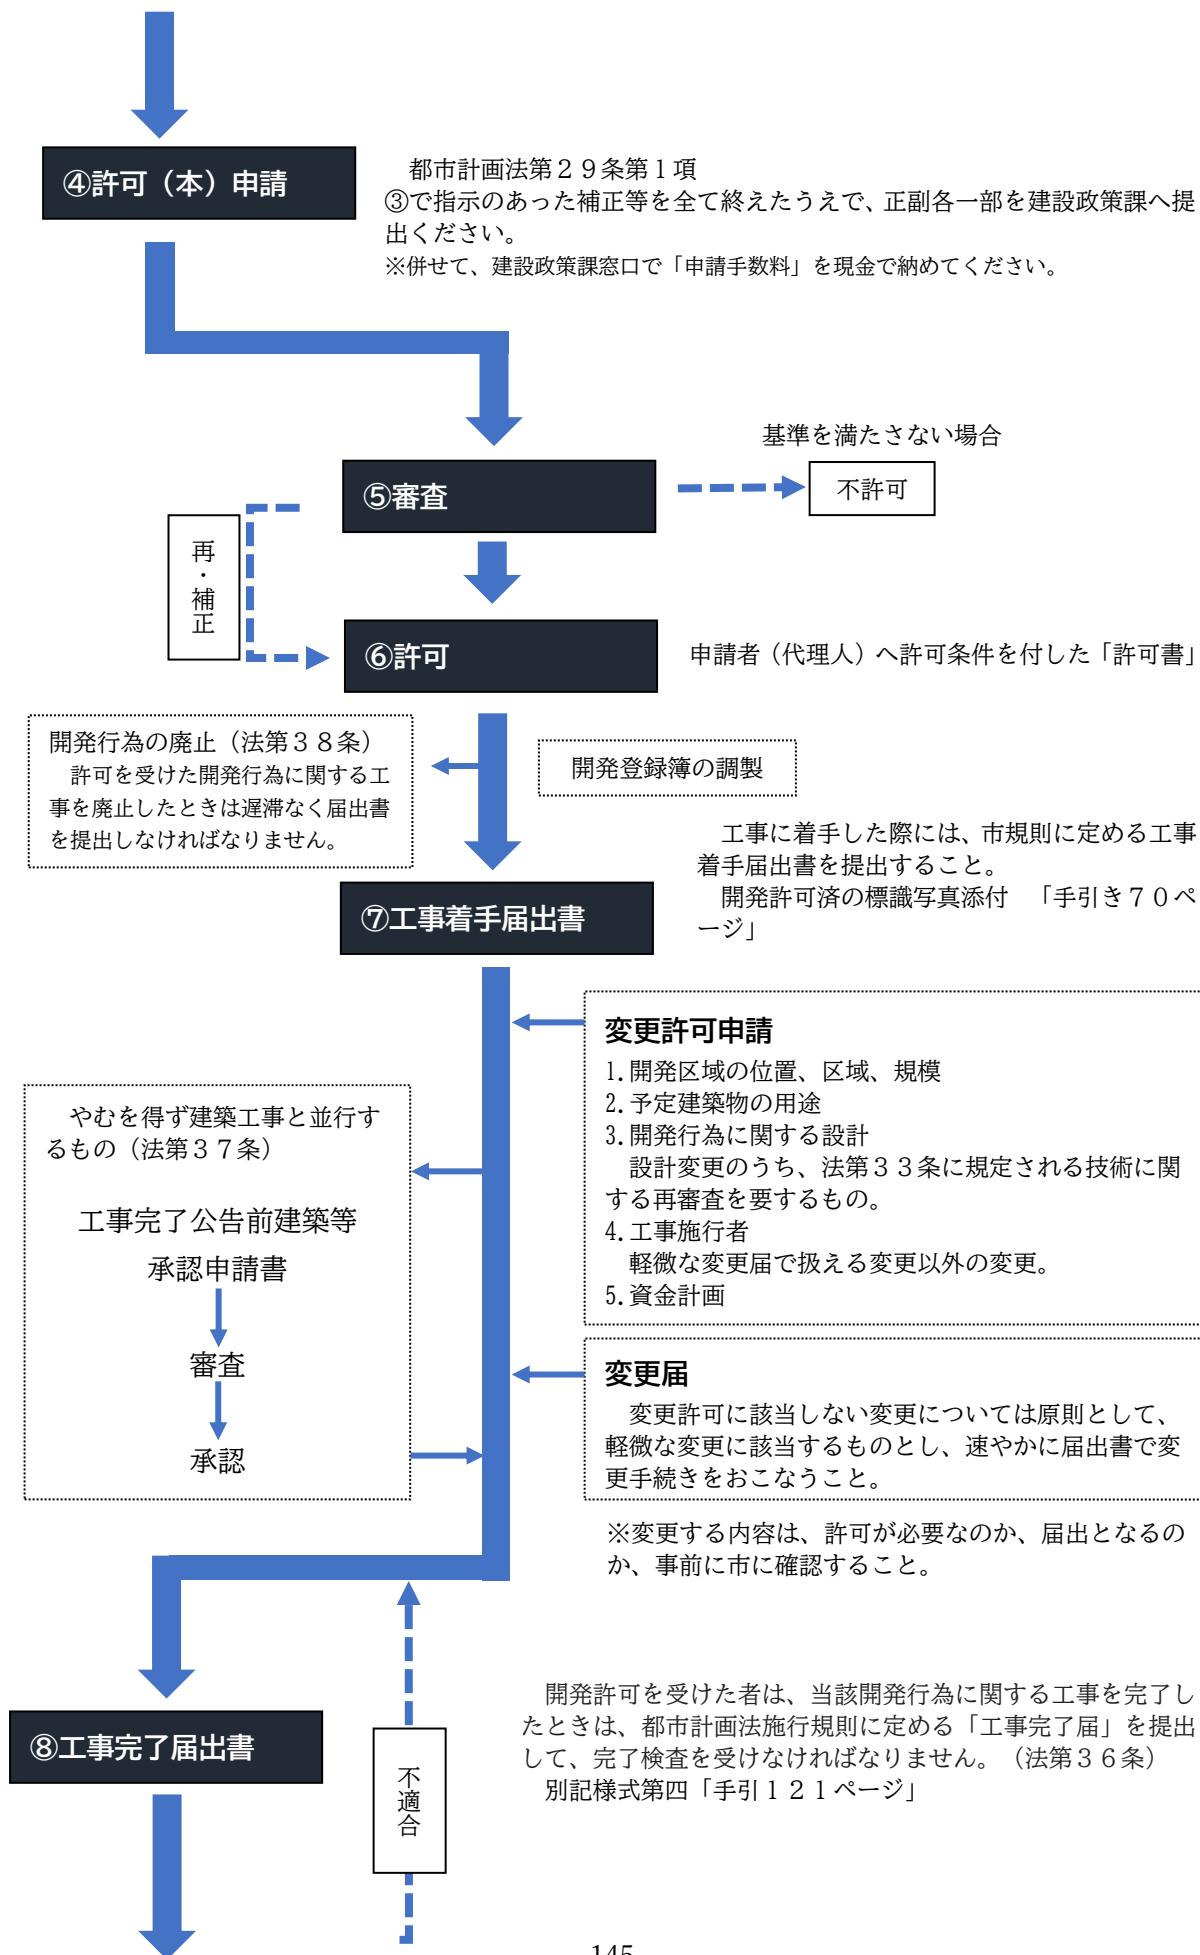 ④許可（本）申請
都市計画法第２９条第１項
③で指示のあった補正等を全て終えたうえで、正副各一部を建設政策課へ提
出ください。
※併せて、建設政策課窓口で「申請手数料」を現金で納めてください。
基準を満たさない場合
⑤審査
不許可
再・補正
⑥許可
申請者（代理人）へ許可条件を付した「許可書」
開発行為の廃止（法第３８条）
許可を受けた開発行為に関する工
事を廃止したときは遅滞なく届出書
を提出しなければなりません。
開発登録簿の調製
工事に着手した際には、市規則に定める工事
着手届出書を提出すること。
開発許可済の標識写真添付　「手引き７０ペ
ージ」
⑦工事着手届出書
変更許可申請
1.開発区域の位置、区域、規模
2.予定建築物の用途
3.開発行為に関する設計
設計変更のうち、法第３３条に規定される技術に関
する再審査を要するもの。
4.工事施行者
軽微な変更届で扱える変更以外の変更。
5.資金計画
やむを得ず建築工事と並行す
るもの（法第３７条）
工事完了公告前建築等
承認申請書
審査
承認
変更届
変更許可に該当しない変更については原則として、
軽微な変更に該当するものとし、速やかに届出書で変
更手続きをおこなうこと。
※変更する内容は、許可が必要なのか、届出となるの
か、事前に市に確認すること。
⑧工事完了届出書
不適合
開発許可を受けた者は、当該開発行為に関する工事を完了し
たときは、都市計画法施行規則に定める「工事完了届」を提出
して、完了検査を受けなければなりません。（法第３６条）
別記様式第四「手引１２１ページ」
145